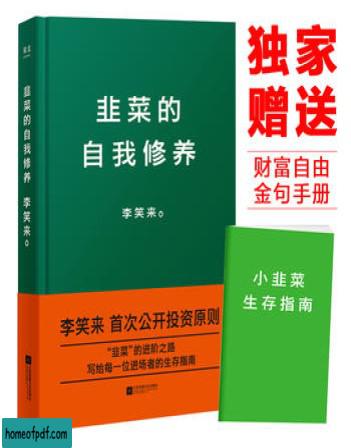 韭菜的
自我修养
李笑来
韭菜的自我修养 李笑来
李笑来 首次公开投资原则
“韭菜”的进阶之路
写给每一位进场者的生存指南
独家
赠送
财富自由
金句手册
小韭菜
生存指南
homeofpdf.com